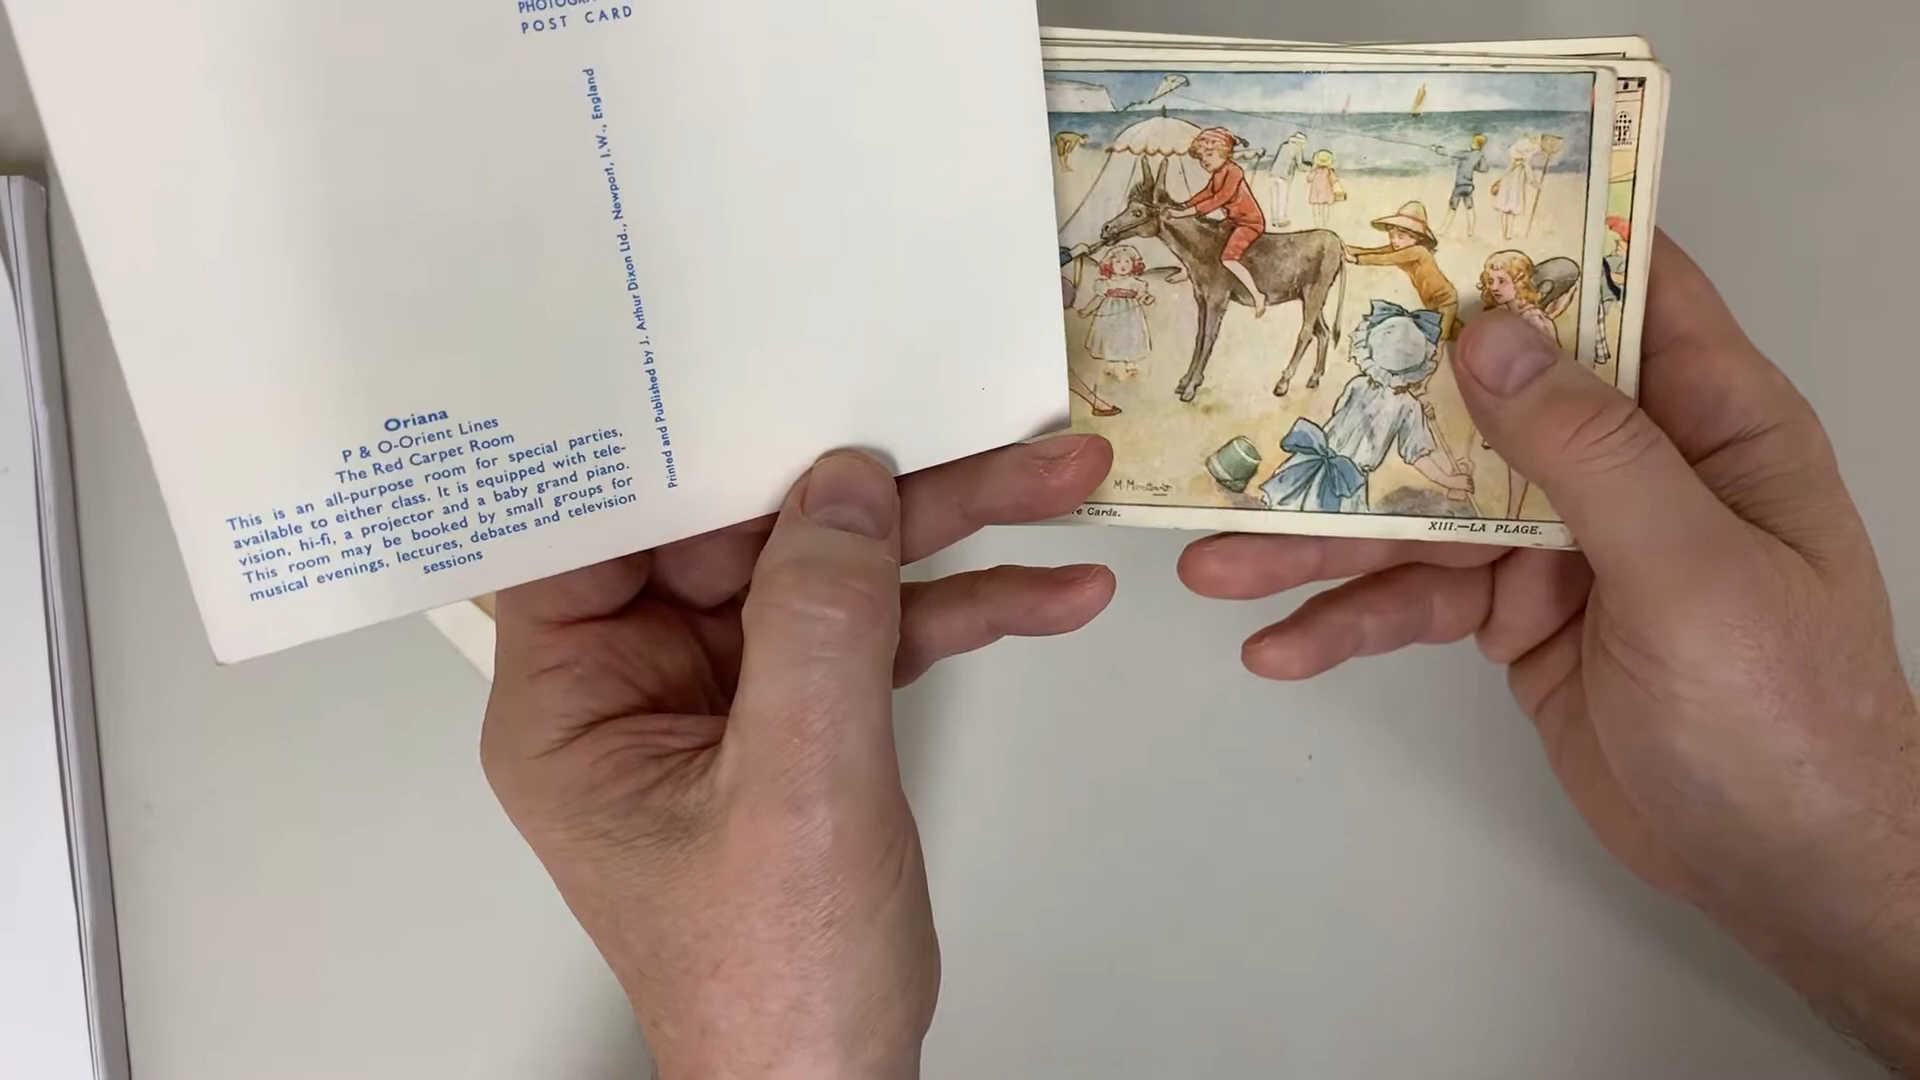 POST CARD
Printed and Published by J. Arthur Dixon Ltd., Newport, I.W., England
Oriana
P & O-Orient Lines
The Red Carpet Room
This is an all-purpose room for special parties,
available to either class. It is equipped with tele-
vision, hi-fi, a projector and a baby grand piano.
This room may be booked by small groups for
musical evenings, lectures, debates and television
sessions
Cards.
XIII.—LA PLAGE.